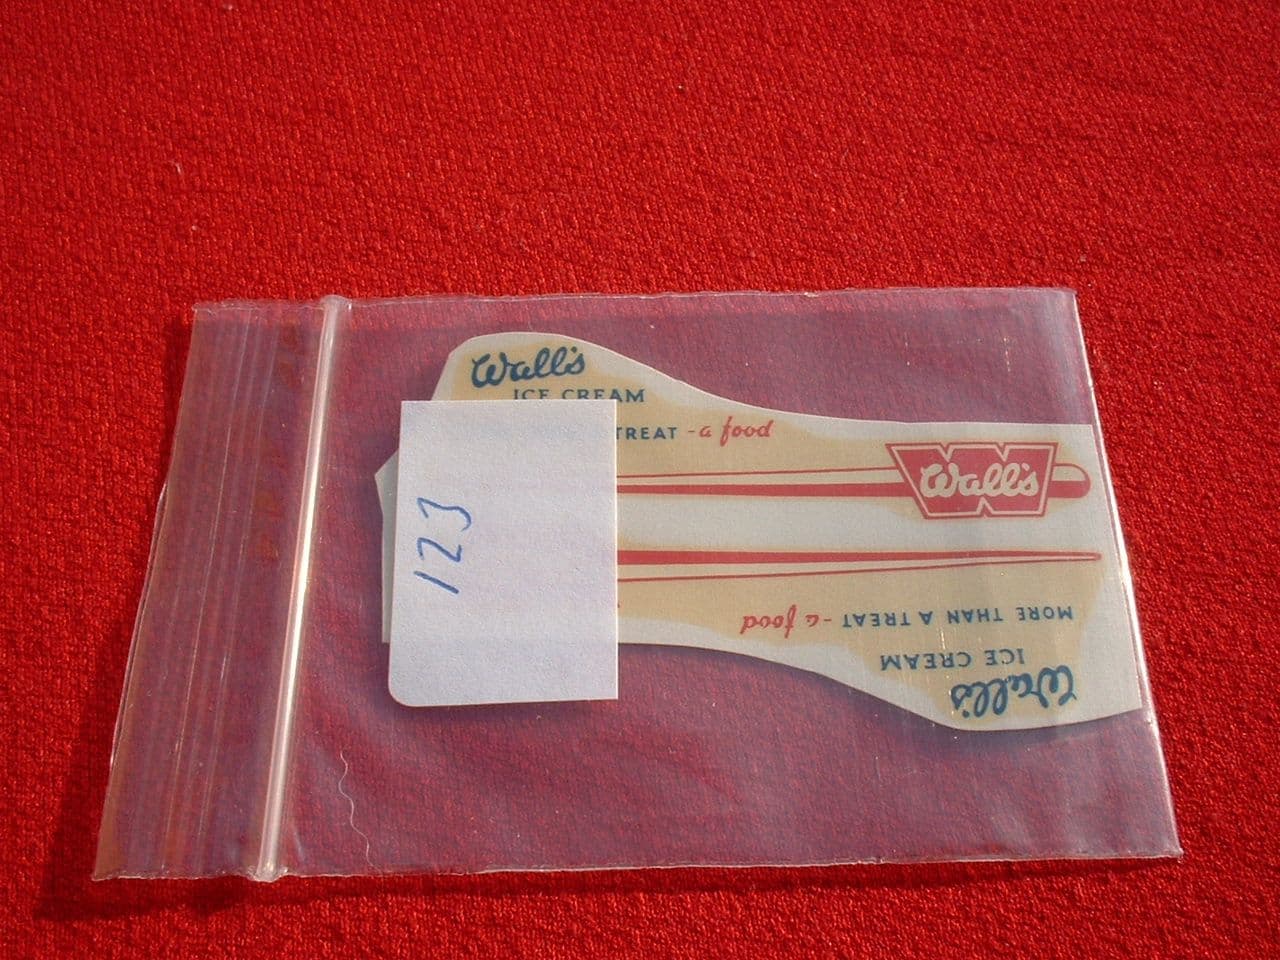 Wall's
ICE CREAM
TREAT - a food
Wall's
123
MORE THAN A TREAT - a food
ICE CREAM
Wall's